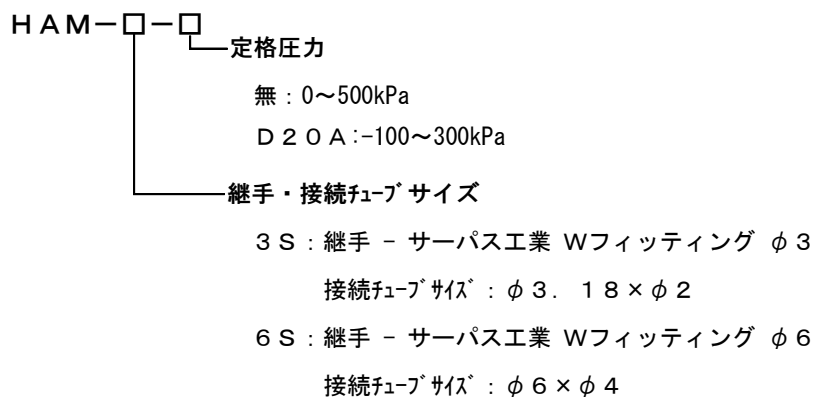 ＨＡＭ－□－□
定格圧力
無：0～500kPa
Ｄ２０Ａ:-100～300kPa
継手・接続ﾁｭｰﾌﾞサイズ
３Ｓ：継手 － サーパス工業 Ｗフィッティング φ３
接続ﾁｭｰﾌﾞｻｲｽﾞ：φ３．１８×φ２
６Ｓ：継手 － サーパス工業 Ｗフィッティング φ６
接続ﾁｭｰﾌﾞｻｲｽﾞ：φ６×φ４